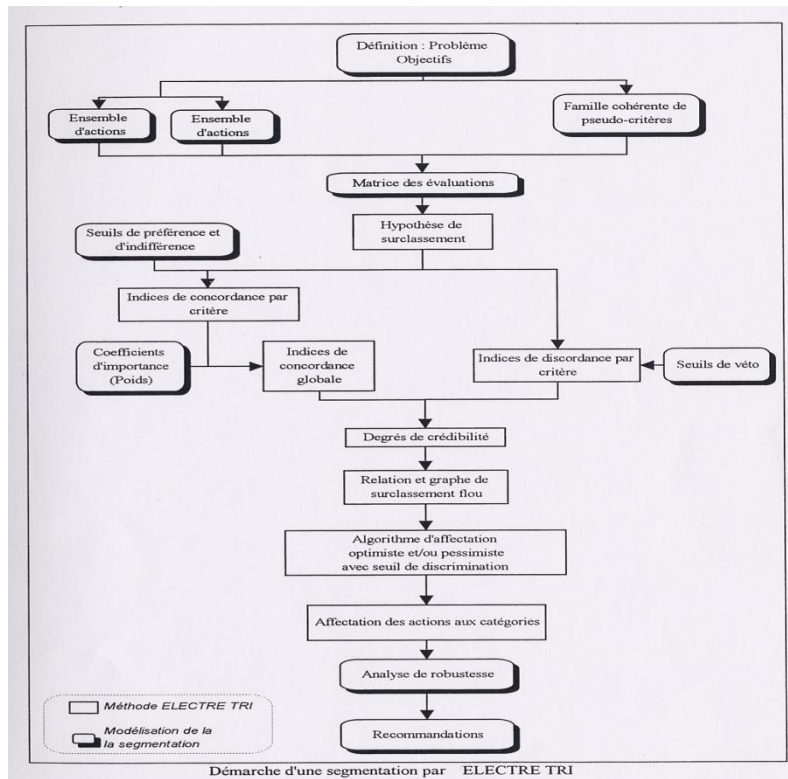 Définition : Problème
Objectifs
Ensemble
d'actions
Ensemble
d'actions
Famille cohérente de
pseudo-critères
Matrice des évaluations
Hypothèse de
surclassement
Seuils de préférence et
d'indifférence
Indices de concordance par
critère
Coefficients
d'importance
(Poids)
Indices de
concordance
globale
Indices de discordance par
critère
Seuils de véto
Degrés de crédibilité
Relation et graphe de
surclassement flou
Algorithme d'affectation
optimiste et/ou pessimiste
avec seuil de discrimination
Affectation des actions aux catégories
Analyse de robustesse
Recommandations
Méthode ELECTRE TRI
Modélisation de la
la segmentation
Démarche d'une segmentation par ELECTRE TRI